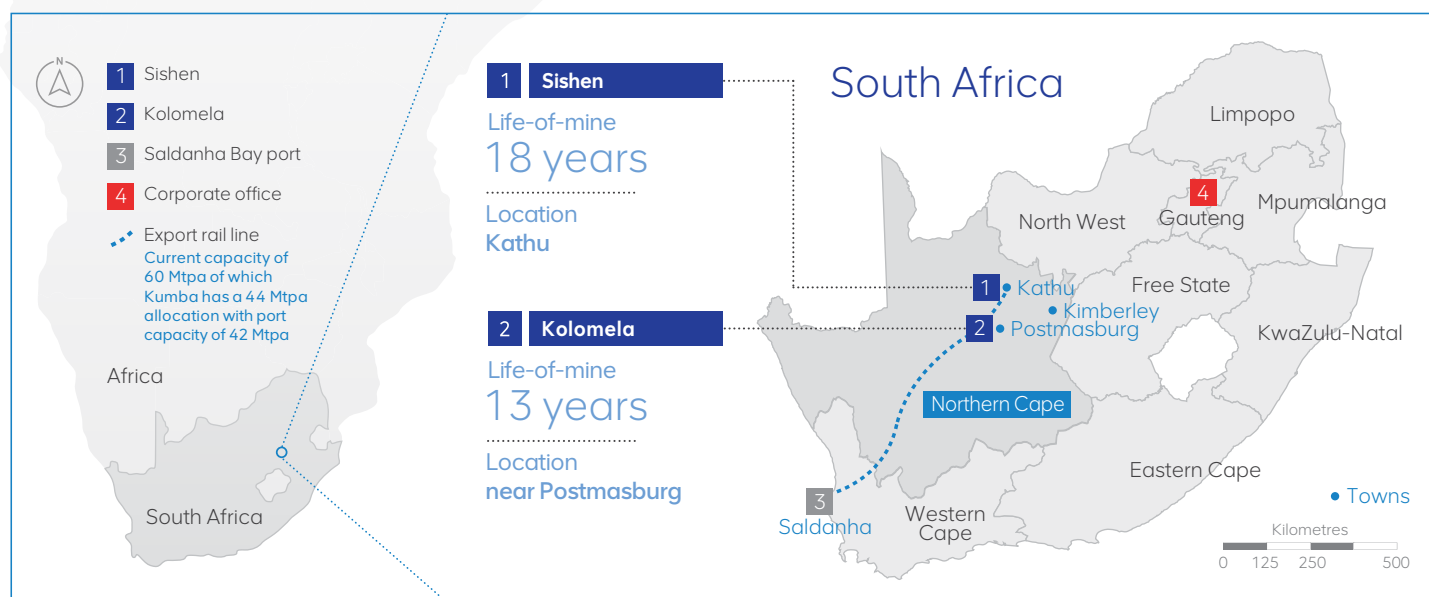 N
1 Sishen
2 Kolomela
3 Saldanha Bay port
4 Corporate office
Export rail line
Current capacity of
60 Mtpa of which
Kumba has a 44 Mtpa
allocation with port
capacity of 42 Mtpa
Africa
South Africa
1 Sishen
Life-of-mine
18 years
Location
Kathu
2 Kolomela
Life-of-mine
13 years
Location
near Postmasburg
South Africa
Limpopo
4
North West
Gauteng
Mpumalanga
1 Kathu
Free State
Kimberley
2 Postmasburg
KwaZulu-Natal
Northern Cape
Eastern Cape
3
Saldanha
Western
Cape
Towns
Kilometres
0 125 250 500